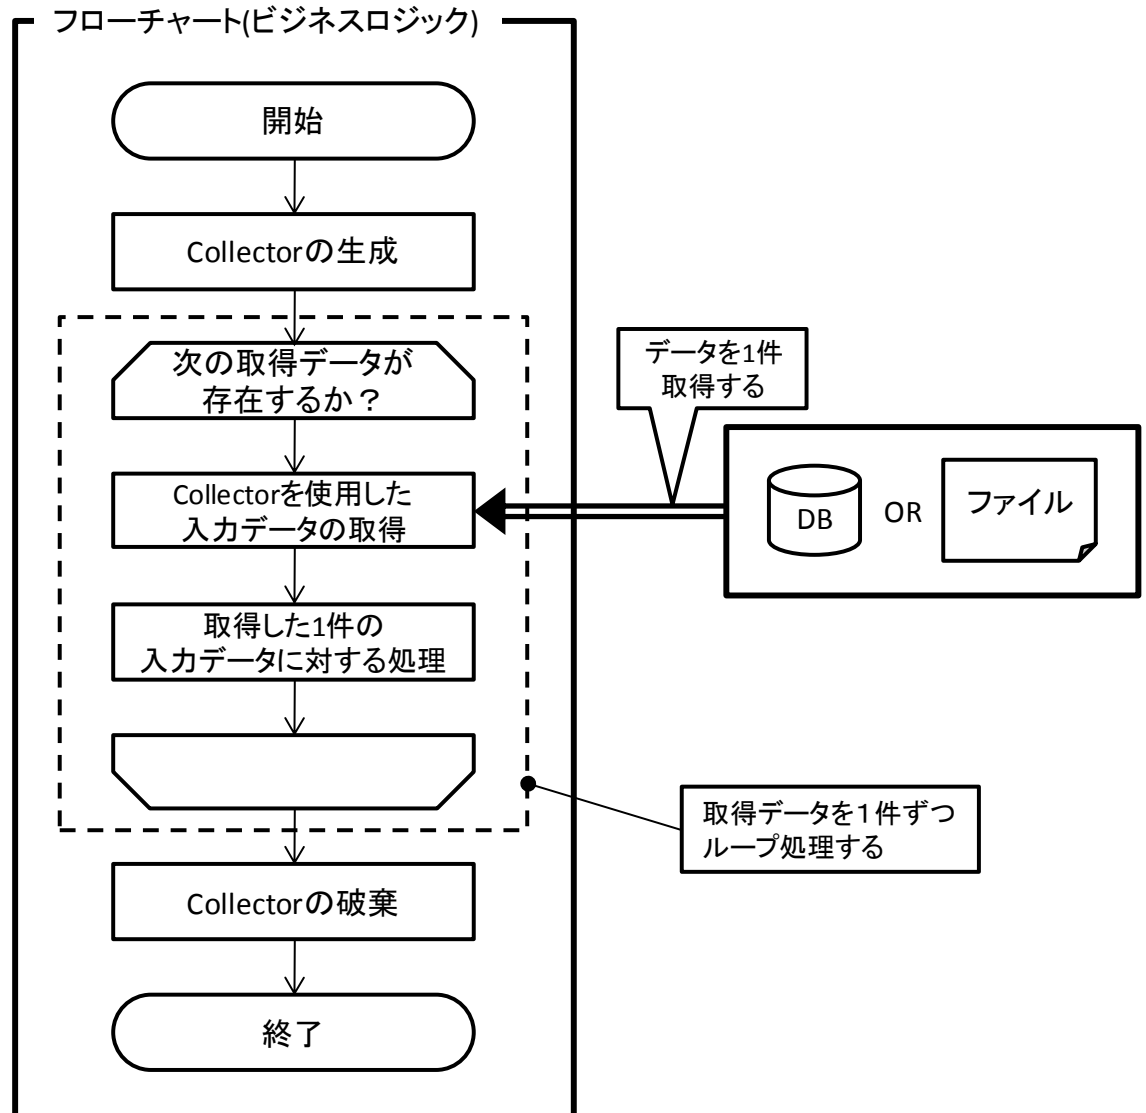 フローチャート(ビジネスロジック)
開始
Collectorの生成
次の取得データが
存在するか？
データを1件
取得する
Collectorを使用した
入力データの取得
DB
OR
ファイル
取得した1件の
入力データに対する処理
取得データを１件ずつ
ループ処理する
Collectorの破棄
終了